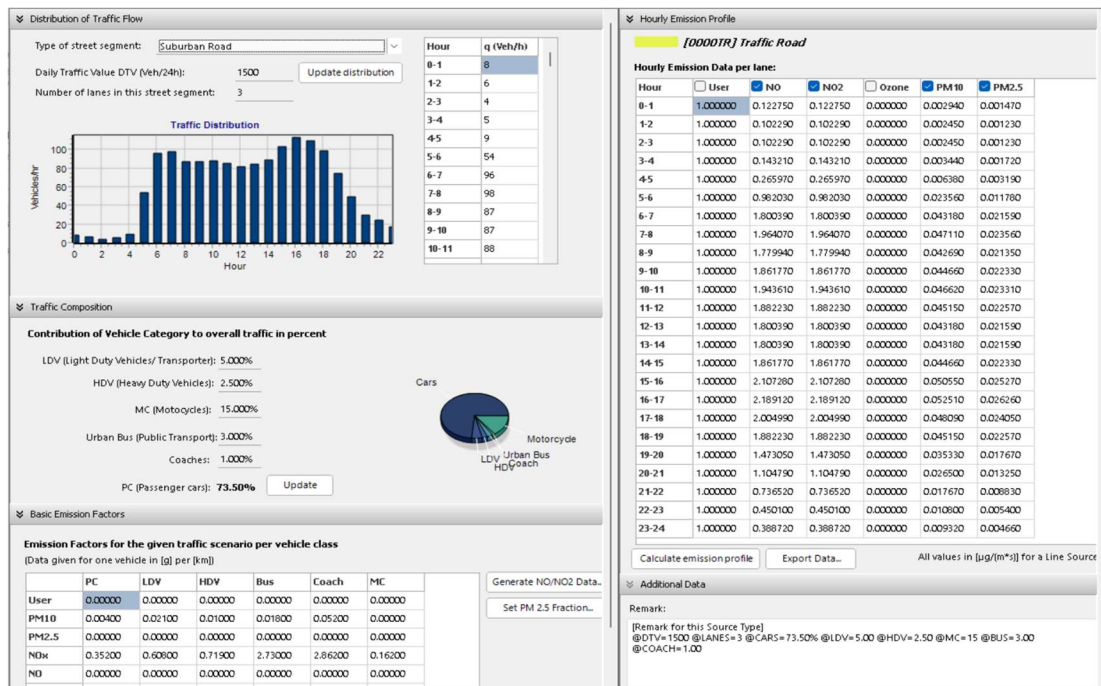 Distribution of Traffic Flow
Type of street segment: Suburban Road
Daily Traffic Value DTV (Veh/24h): 1500 Update distribution
Number of lanes in this street segment: 3
Traffic Distribution
Vehicles/hr
100
80
60
40
20
0
0 2 4 6 8 10 12 14 16 18 20 22
Hour
Hour q (Veh/h)
0-1 8
1-2 6
2-3 4
3-4 5
4-5 9
5-6 54
6-7 96
7-8 98
8-9 87
9-10 87
10-11 88
Traffic Composition
Contribution of Vehicle Category to overall traffic in percent
LDV (Light Duty Vehicles/ Transporter): 5.000%
HDV (Heavy Duty Vehicles): 2.500%
MC (Motocycles): 15.000%
Urban Bus (Public Transport): 3.000%
Coaches: 1.000%
PC (Passenger cars): 73.50% Update
Cars
Motorcycle
Urban Bus
LDV
Coach
HDV
Basic Emission Factors
Emission Factors for the given traffic scenario per vehicle class
(Data given for one vehicle in [g] per [km])
PC LDV HDV Bus Coach MC
User 0.00000 0.00000 0.00000 0.00000 0.00000 0.00000
PM10 0.00400 0.02100 0.01000 0.01800 0.05200 0.00000
PM2.5 0.00000 0.00000 0.00000 0.00000 0.00000 0.00000
NOx 0.35200 0.60800 0.71900 2.73000 2.86200 0.16200
NO 0.00000 0.00000 0.00000 0.00000 0.00000 0.00000
Generate NO/NO2 Data..
Set PM 2.5 Fraction...
Hourly Emission Profile
[0000TR] Traffic Road
Hourly Emission Data per lane:
Hour User NO NO2 Ozone PM10 PM2.5
0-1 1.000000 0.122750 0.122750 0.000000 0.002940 0.001470
1-2 1.000000 0.102290 0.102290 0.000000 0.002450 0.001230
2-3 1.000000 0.102290 0.102290 0.000000 0.002450 0.001230
3-4 1.000000 0.143210 0.143210 0.000000 0.003440 0.001720
4-5 1.000000 0.265970 0.265970 0.000000 0.006380 0.003190
5-6 1.000000 0.982030 0.982030 0.000000 0.023560 0.011780
6-7 1.000000 1.800390 1.800390 0.000000 0.043180 0.021590
7-8 1.000000 1.964070 1.964070 0.000000 0.047110 0.023560
8-9 1.000000 1.779940 1.779940 0.000000 0.042690 0.021350
9-10 1.000000 1.861770 1.861770 0.000000 0.044660 0.022330
10-11 1.000000 1.943610 1.943610 0.000000 0.046620 0.023310
11-12 1.000000 1.882230 1.882230 0.000000 0.045150 0.022570
12-13 1.000000 1.800390 1.800390 0.000000 0.043180 0.021590
13-14 1.000000 1.800390 1.800390 0.000000 0.043180 0.021590
14-15 1.000000 1.861770 1.861770 0.000000 0.044660 0.022330
15-16 1.000000 2.107280 2.107280 0.000000 0.050550 0.025270
16-17 1.000000 2.189120 2.189120 0.000000 0.052510 0.026260
17-18 1.000000 2.004990 2.004990 0.000000 0.048090 0.024050
18-19 1.000000 1.882230 1.882230 0.000000 0.045150 0.022570
19-20 1.000000 1.473050 1.473050 0.000000 0.035330 0.017670
20-21 1.000000 1.104790 1.104790 0.000000 0.026500 0.013250
21-22 1.000000 0.736520 0.736520 0.000000 0.017670 0.008830
22-23 1.000000 0.450100 0.450100 0.000000 0.010800 0.005400
23-24 1.000000 0.388720 0.388720 0.000000 0.009320 0.004660
Calculate emission profile Export Data... All values in [µg/(m*s)] for a Line Source
Additional Data
Remark:
[Remark for this Source Type]
@DTV=1500 @LANES=3 @CARS=73.50% @LDV=5.00 @HDV=2.50 @MC=15 @BUS=3.00
@COACH=1.00